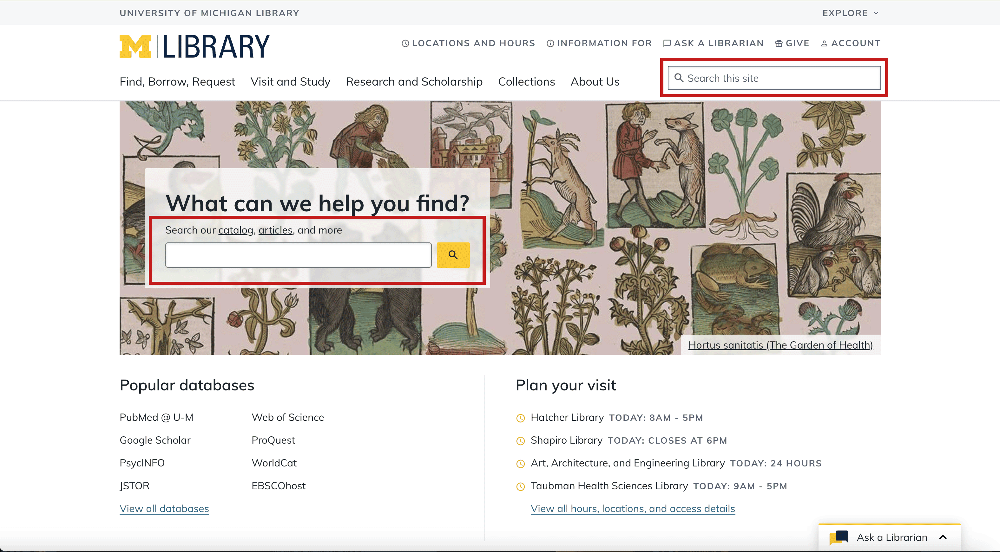 UNIVERSITY OF MICHIGAN LIBRARY EXPLORE
M LIBRARY
LOCATIONS AND HOURS INFORMATION FOR ASK A LIBRARIAN GIVE ACCOUNT
Find, Borrow, Request Visit and Study Research and Scholarship Collections About Us
Search this site
What can we help you find?
Search our catalog, articles, and more
Hortus sanitatis (The Garden of Health)
Popular databases
PubMed @ U-M Web of Science
Google Scholar ProQuest
PsycINFO WorldCat
JSTOR EBSCOhost
View all databases
Plan your visit
Hatcher Library TODAY: 8AM - 5PM
Shapiro Library TODAY: CLOSES AT 6PM
Art, Architecture, and Engineering Library TODAY: 24 HOURS
Taubman Health Sciences Library TODAY: 9AM - 5PM
View all hours, locations, and access details
Ask a Librarian